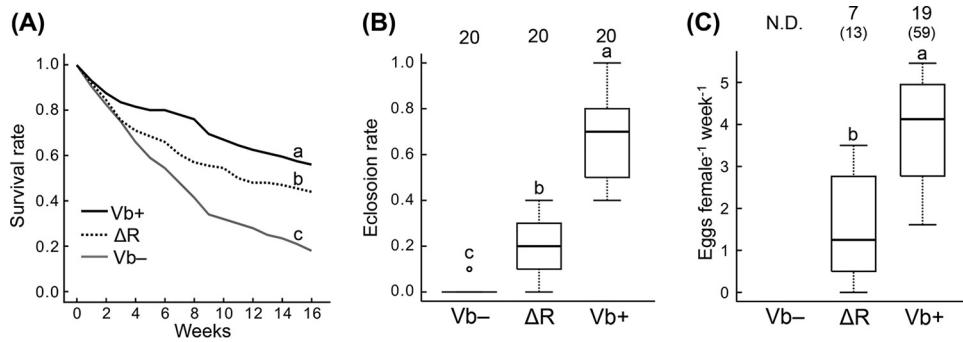 (A)
Survival rate
1.0
0.8
0.6
0.4
0.2
0.0
a
b
c
Vb+
ΔR
Vb–
0 2 4 6 8 10 12 14 16
Weeks
(B)
20 20 20
Eclosoion rate
1.0
0.8
0.6
0.4
0.2
0.0
c
b
a
Vb– ΔR Vb+
(C)
N.D. 7 19
(13) (59)
Eggs female⁻¹ week⁻¹
5
4
3
2
1
0
b
a
Vb– ΔR Vb+